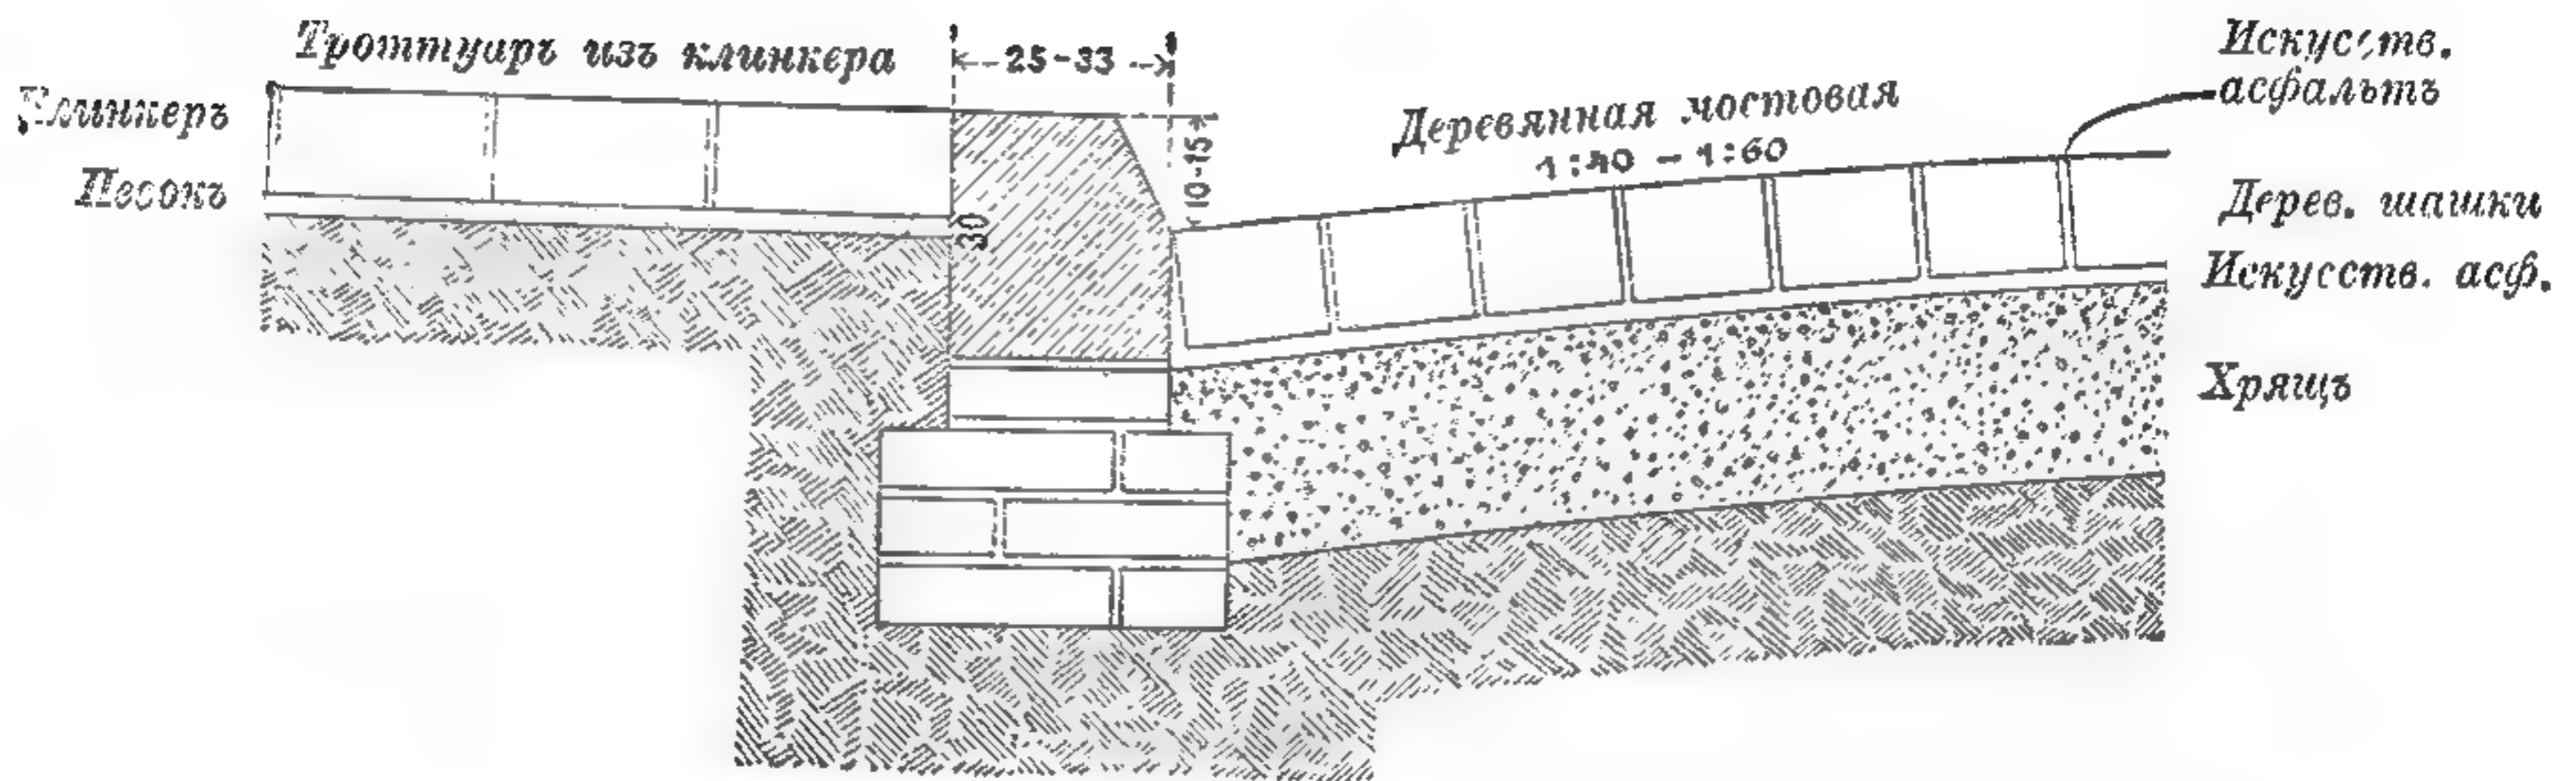 Троттуаръ изъ клинкера
Клинкеръ
Песокъ
25-33
10-15
30
Деревянная мостовая
1:40 - 1:60
Искусств.
асфальтъ
Дерев. шашки
Искусств. асф.
Хрящъ